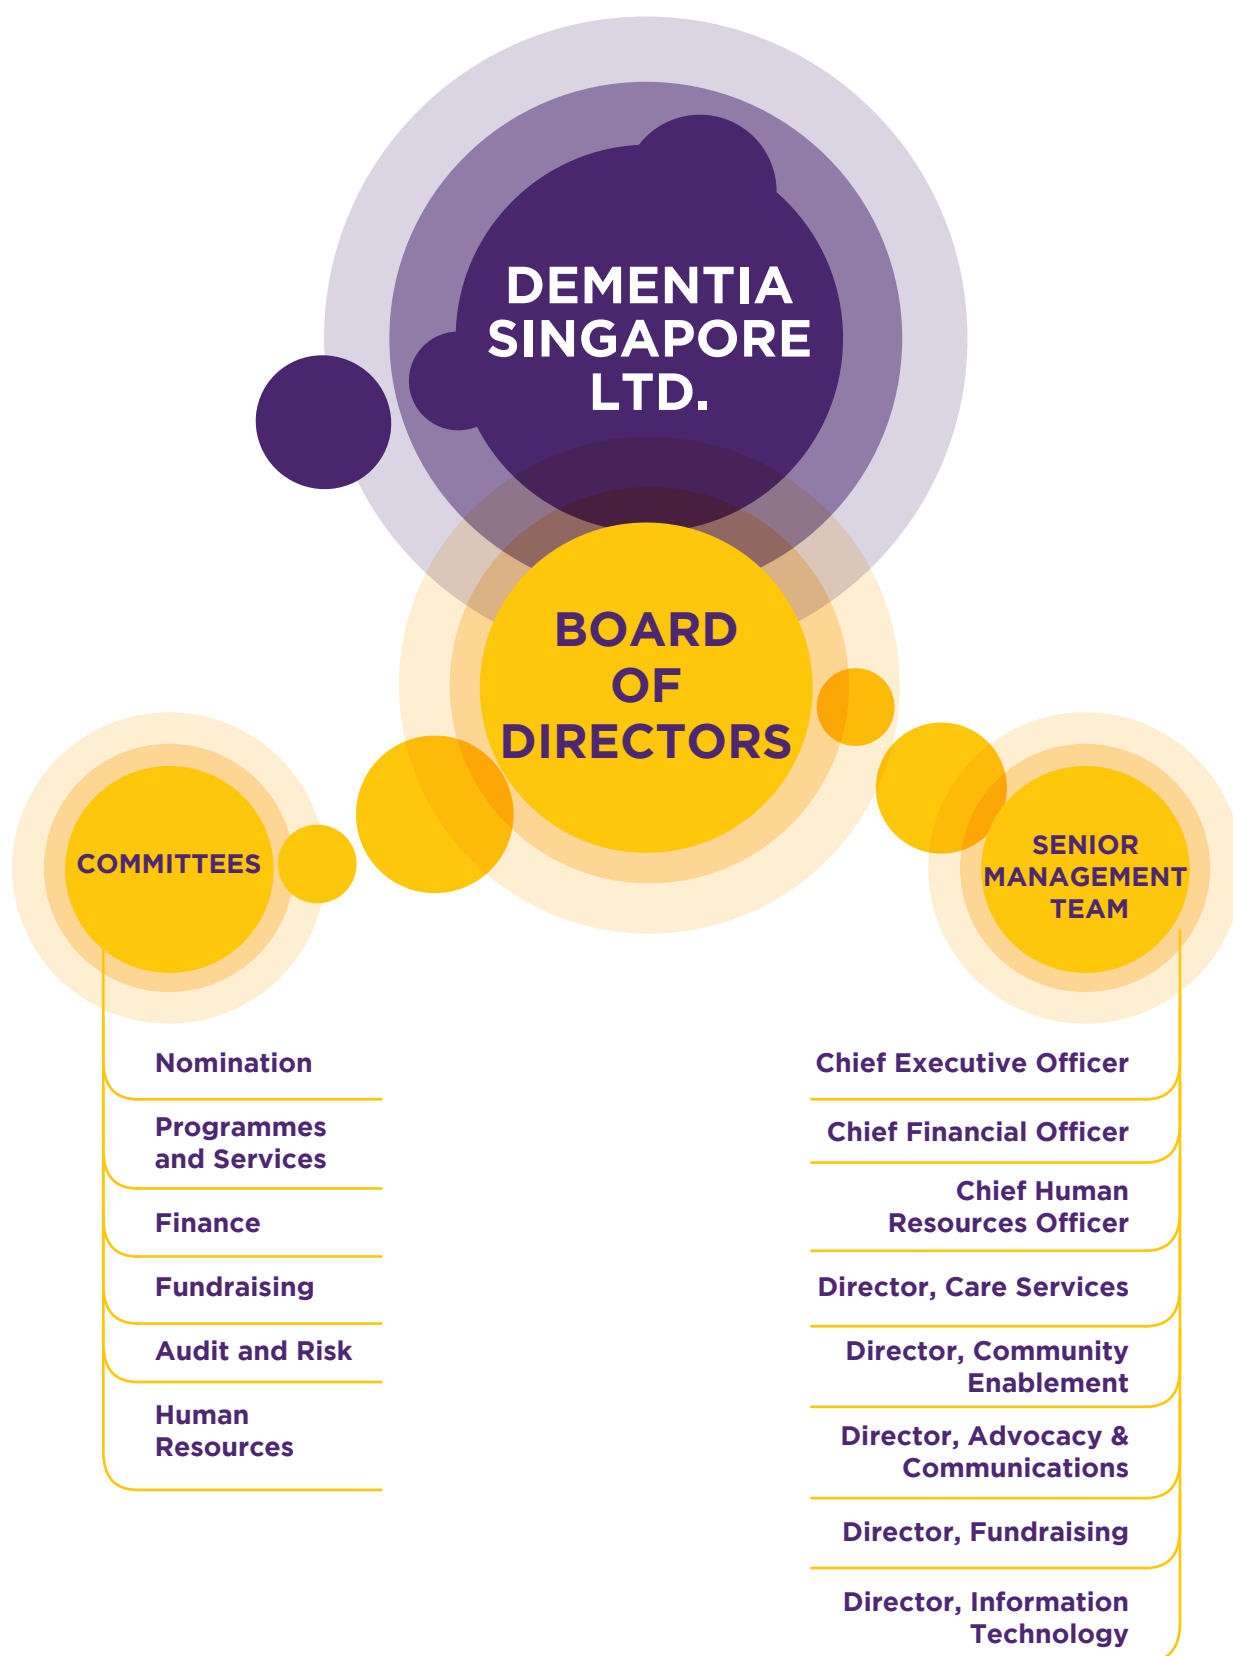 DEMENTIA
SINGAPORE
LTD.
BOARD
OF
DIRECTORS
COMMITTEES
Nomination
Programmes
and Services
Finance
Fundraising
Audit and Risk
Human
Resources
SENIOR
MANAGEMENT
TEAM
Chief Executive Officer
Chief Financial Officer
Chief Human
Resources Officer
Director, Care Services
Director, Community
Enablement
Director, Advocacy &
Communications
Director, Fundraising
Director, Information
Technology